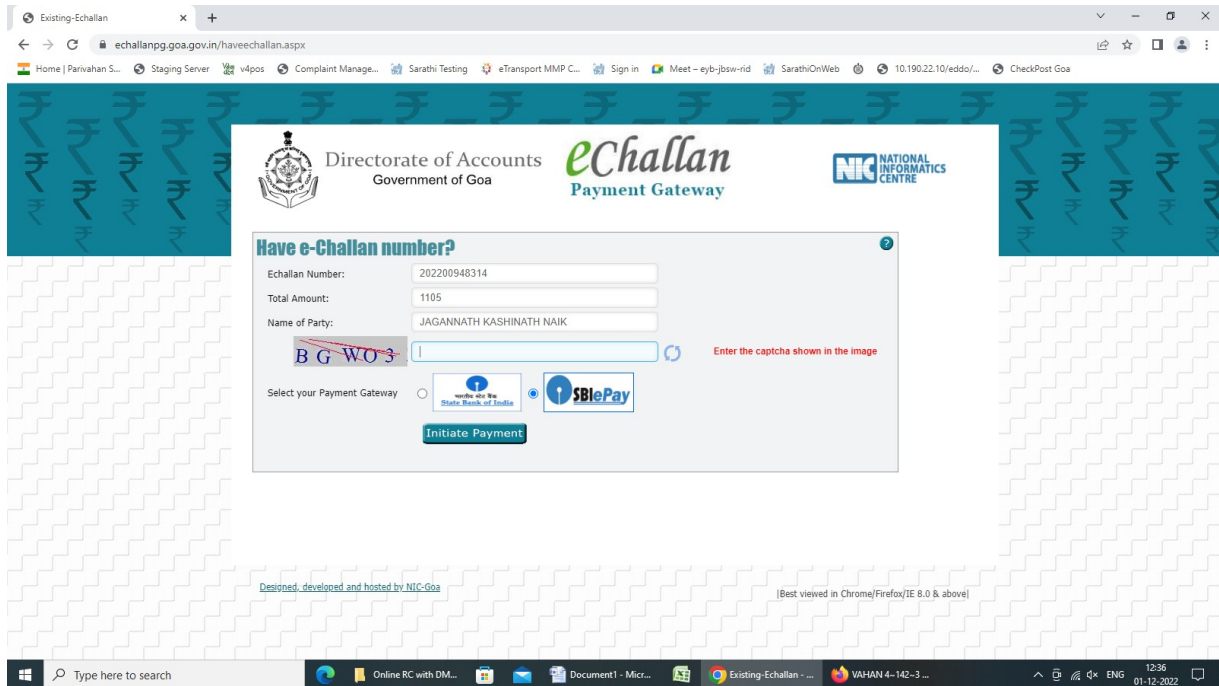 Existing-Echallan
echallanpg.goa.gov.in/haveechallan.aspx
Home | Parivahan S... Staging Server v4pos Complaint Manage... Sarathi Testing eTransport MMP C... Sign in Meet – eyb-jbsw-rid SarathiOnWeb 10.190.22.10/eddo/... CheckPost Goa
Directorate of Accounts
Government of Goa
eChallan
Payment Gateway
NIC NATIONAL
INFORMATICS
CENTRE
Have e-Challan number?
Echallan Number: 202200948314
Total Amount: 1105
Name of Party: JAGANNATH KASHINATH NAIK
B G W O 3 Enter the captcha shown in the image
Select your Payment Gateway
भारतीय स्टेट बैंक
State Bank of India
SBIePay
Initiate Payment
Designed, developed and hosted by NIC-Goa
|Best viewed in Chrome/Firefox/IE 8.0 & above|
Type here to search Online RC with DM... Document1 - Micr... Existing-Echallan - ... VAHAN 4~142~3 ... ENG 12:36
01-12-2022